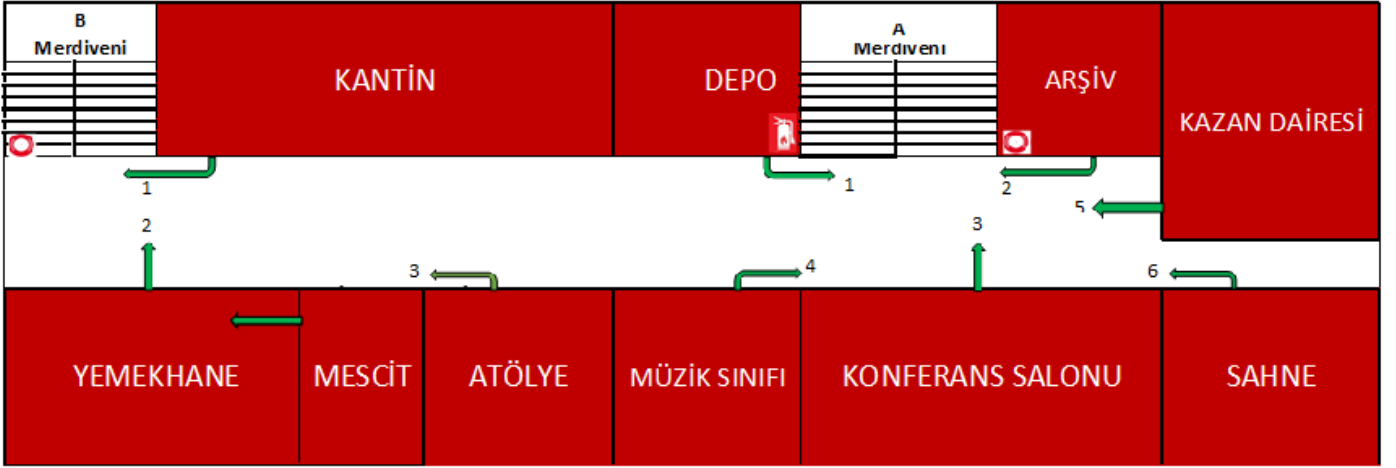 B
Merdiveni
KANTİN
DEPO
A
Merdiveni
ARŞİV
KAZAN DAİRESİ
1
1
2
5
2
3
3
4
6
YEMEKHANE
MESCİT
ATÖLYE
MÜZİK SINIFI
KONFERANS SALONU
SAHNE